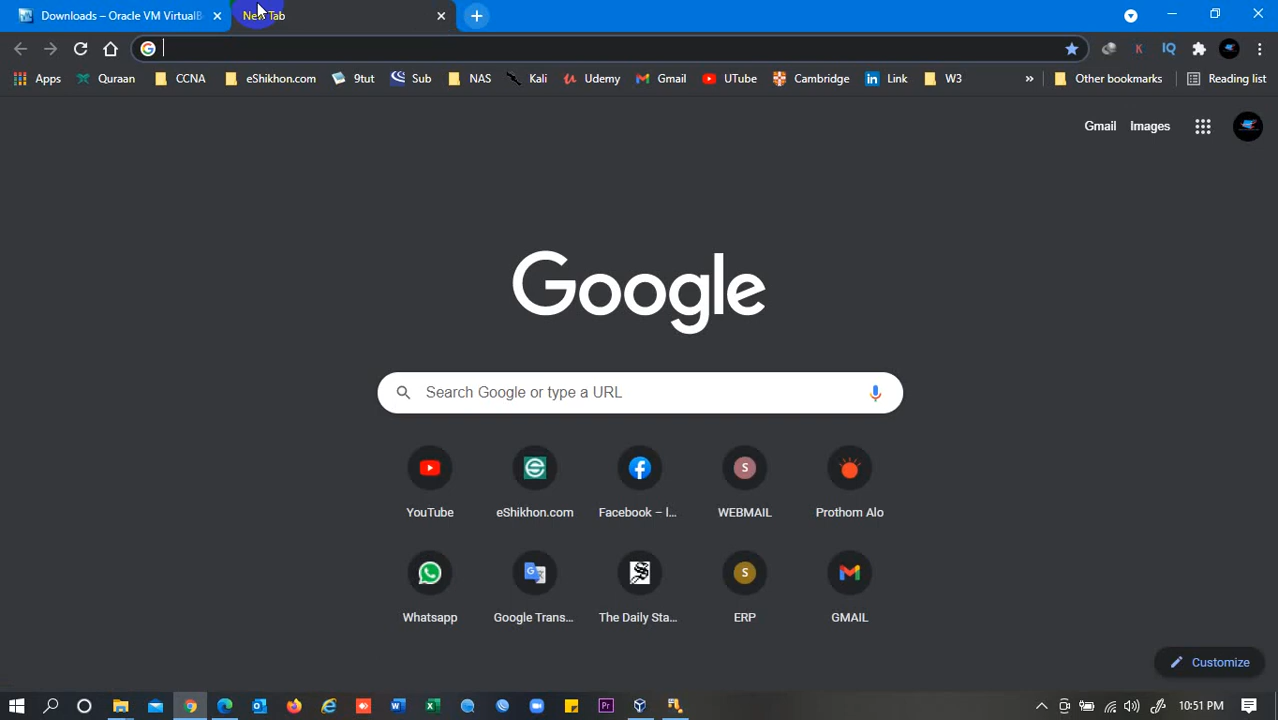 Downloads – Oracle VM VirtualB
New Tab
Apps
Quraan
CCNA
eShikhon.com
9tut
Sub
NAS
Kali
Udemy
Gmail
UTube
Cambridge
Link
W3
»
Other bookmarks
Reading list
Gmail
Images
Google
Search Google or type a URL
YouTube
eShikhon.com
Facebook – l...
WEBMAIL
Prothom Alo
Whatsapp
Google Trans...
The Daily Sta...
ERP
GMAIL
Customize
10:51 PM